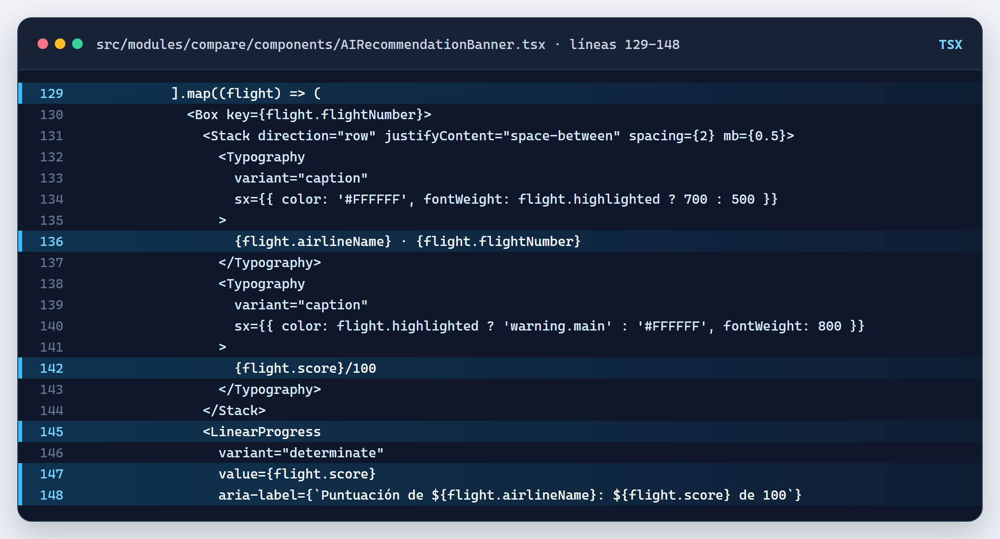 src/modules/compare/components/AIRecommendationBanner.tsx · líneas 129–148
TSX
129 ].map((flight) => (
130 <Box key={flight.flightNumber}>
131 <Stack direction="row" justifyContent="space-between" spacing={2} mb={0.5}>
132 <Typography
133 variant="caption"
134 sx={{ color: '#FFFFFF', fontWeight: flight.highlighted ? 700 : 500 }}
135 >
136 {flight.airlineName} · {flight.flightNumber}
137 </Typography>
138 <Typography
139 variant="caption"
140 sx={{ color: flight.highlighted ? 'warning.main' : '#FFFFFF', fontWeight: 800 }}
141 >
142 {flight.score}/100
143 </Typography>
144 </Stack>
145 <LinearProgress
146 variant="determinate"
147 value={flight.score}
148 aria-label={`Puntuación de ${flight.airlineName}: ${flight.score} de 100`}